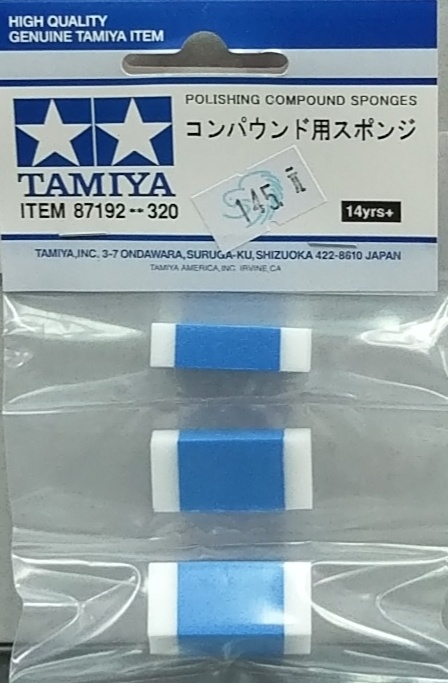 HIGH QUALITY
GENUINE TAMIYA ITEM
POLISHING COMPOUND SPONGES
コンパウンド用スポンジ
TAMIYA
145.
ITEM 87192--320
14yrs+
TAMIYA,INC. 3-7 ONDAWARA,SURUGA-KU,SHIZUOKA 422-8610 JAPAN
TAMIYA AMERICA,INC. IRVINE,CA